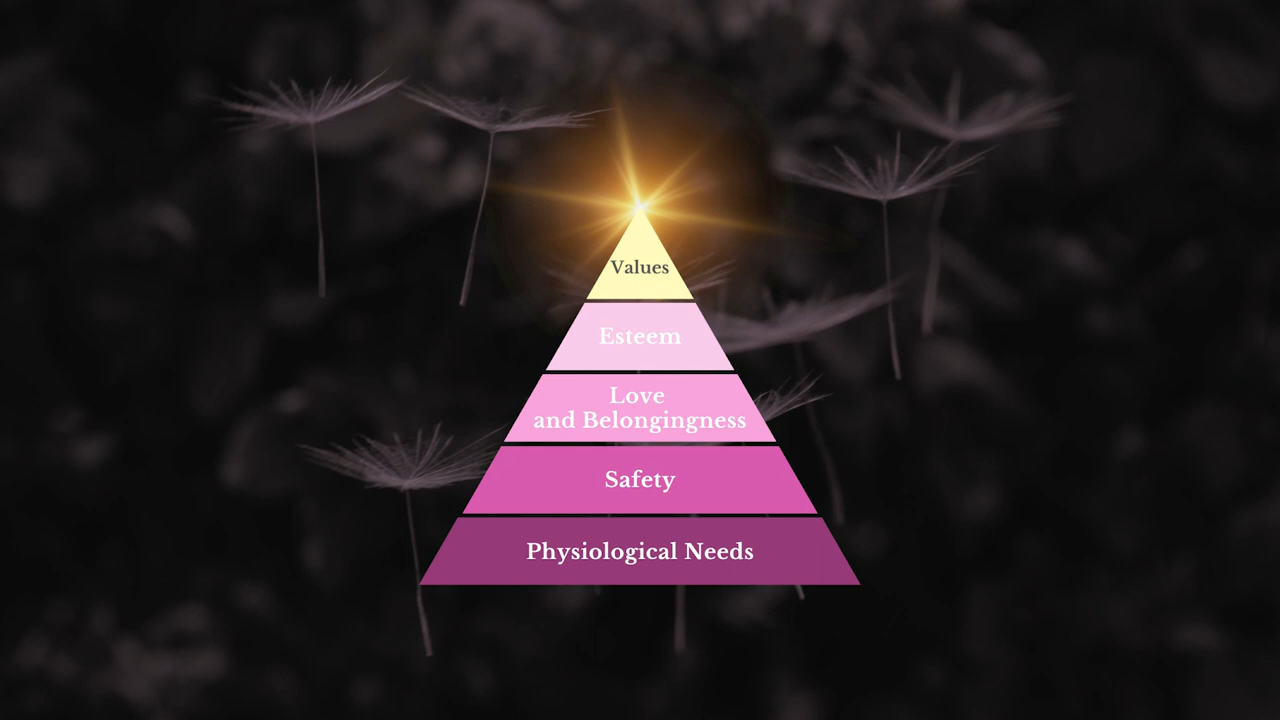 Values
Esteem
Love
and Belongingness
Safety
Physiological Needs